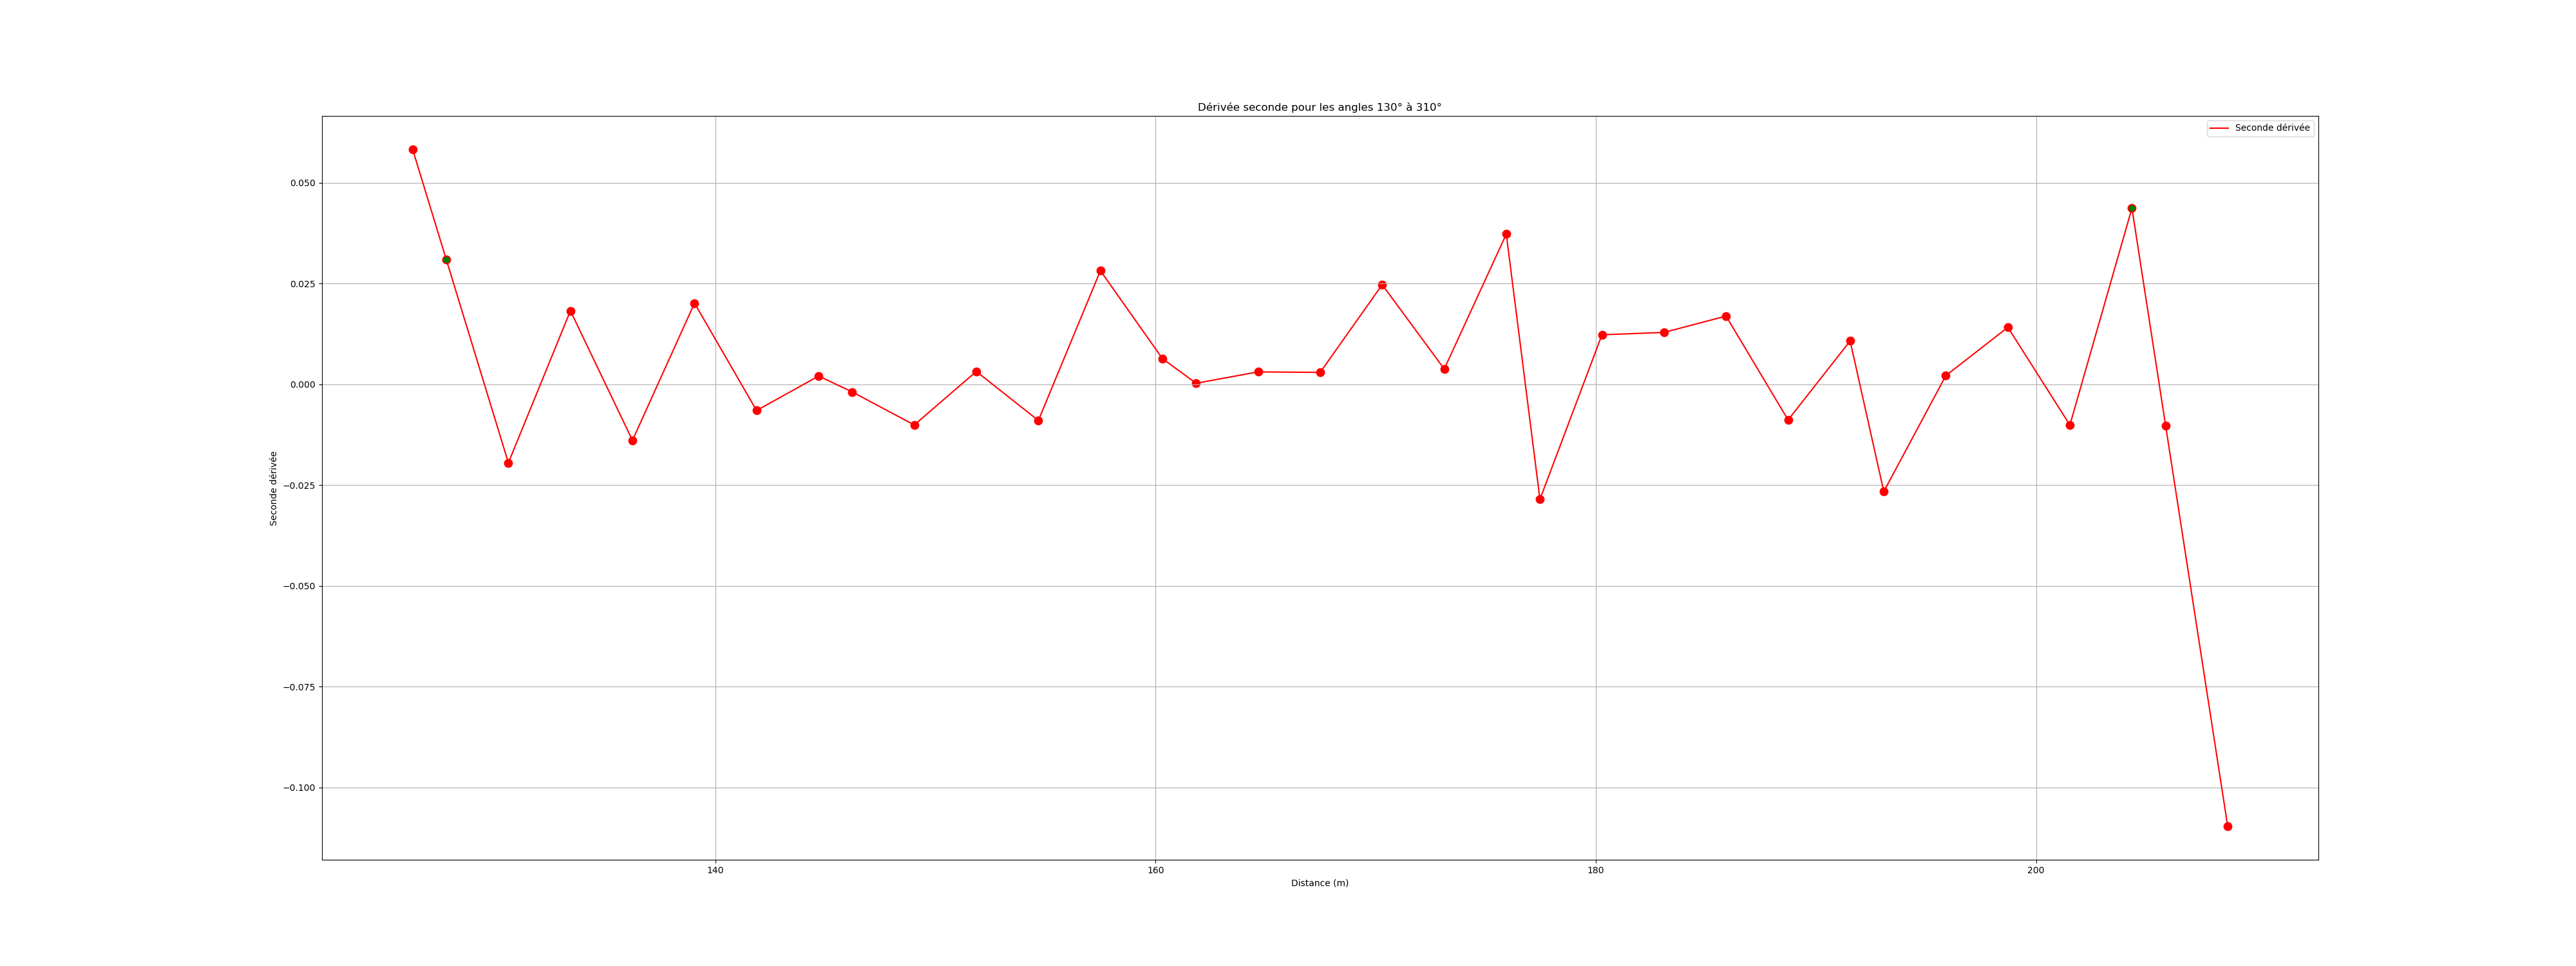 Dérivée seconde pour les angles 130° à 310°
Seconde dérivée
0.050
0.025
0.000
−0.025
−0.050
−0.075
−0.100
Seconde dérivée
140
160
180
200
Distance (m)